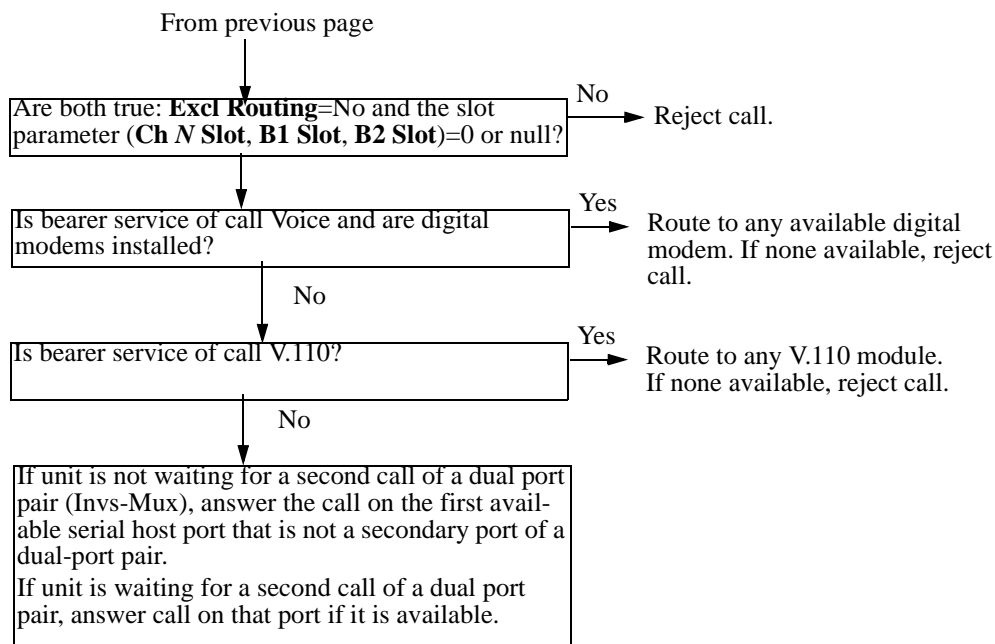 From previous page
Are both true: Excl Routing=No and the slot
parameter (Ch N Slot, B1 Slot, B2 Slot)=0 or null?
No
Reject call.
Is bearer service of call Voice and are digital
modems installed?
Yes
Route to any available digital
modem. If none available, reject
call.
No
Is bearer service of call V.110?
Yes
Route to any V.110 module.
If none available, reject call.
No
If unit is not waiting for a second call of a dual port
pair (Invs-Mux), answer the call on the first avail-
able serial host port that is not a secondary port of a
dual-port pair.
If unit is waiting for a second call of a dual port
pair, answer call on that port if it is available.